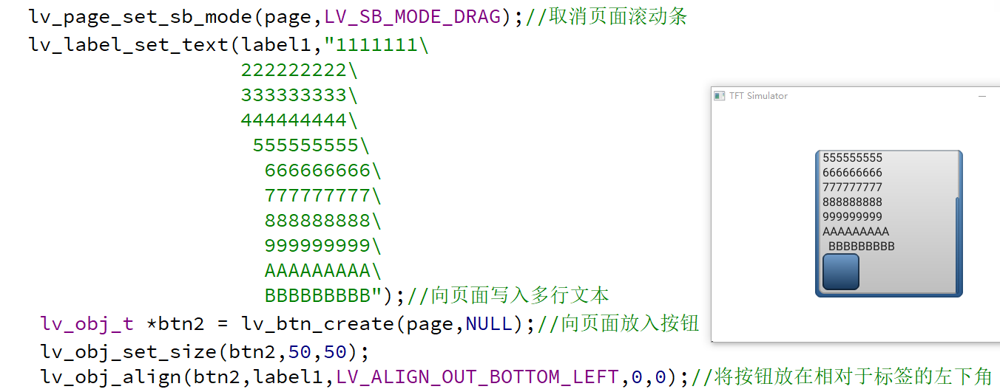 lv_page_set_sb_mode(page,LV_SB_MODE_DRAG);//取消页面滚动条
lv_label_set_text(label1,"1111111\
222222222\
333333333\
444444444\
555555555\
666666666\
777777777\
888888888\
999999999\
AAAAAAAAA\
BBBBBBBBB");//向页面写入多行文本
lv_obj_t *btn2 = lv_btn_create(page,NULL);//向页面放入按钮
lv_obj_set_size(btn2,50,50);
lv_obj_align(btn2,label1,LV_ALIGN_OUT_BOTTOM_LEFT,0,0);//将按钮放在相对于标签的左下角
TFT Simulator
555555555
666666666
777777777
888888888
999999999
AAAAAAAAA
BBBBBBBBB